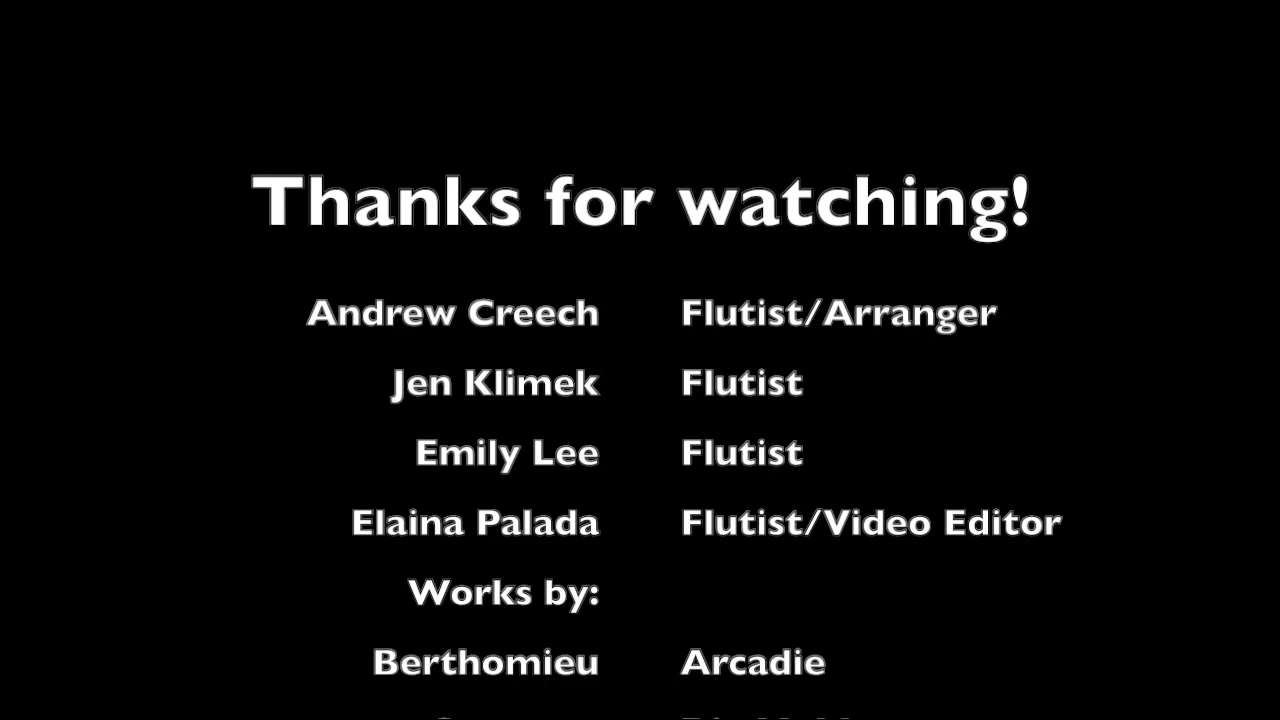 Thanks for watching!
Andrew Creech Flutist/Arranger
Jen Klimek Flutist
Emily Lee Flutist
Elaina Palada Flutist/Video Editor
Works by:
Berthomieu Arcadie